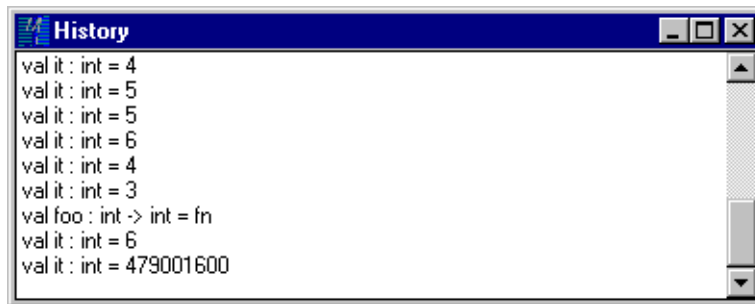 History
val it : int = 4
val it : int = 5
val it : int = 5
val it : int = 6
val it : int = 4
val it : int = 3
val foo : int -> int = fn
val it : int = 6
val it : int = 479001600